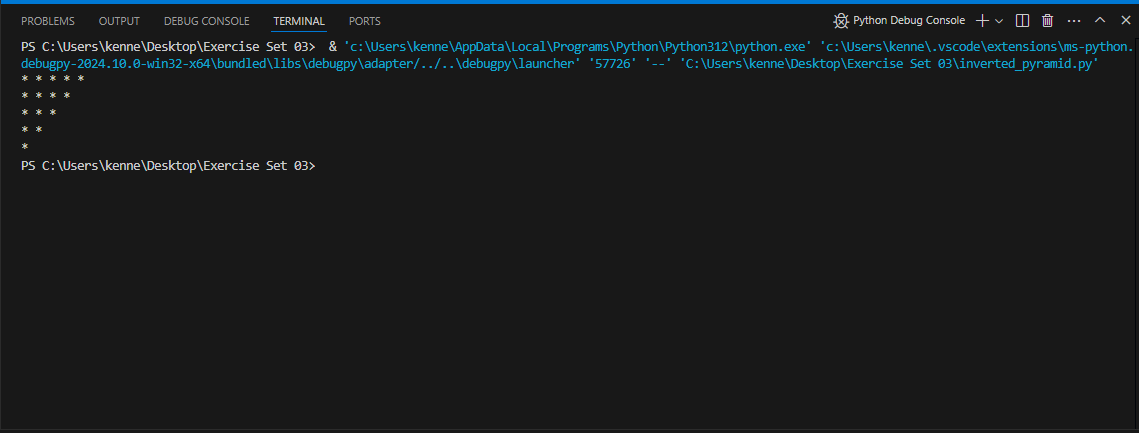 PROBLEMS OUTPUT DEBUG CONSOLE TERMINAL PORTS Python Debug Console
PS C:\Users\kenne\Desktop\Exercise Set 03>  & 'c:\Users\kenne\AppData\Local\Programs\Python\Python312\python.exe' 'c:\Users\kenne\.vscode\extensions\ms-python.
debugpy-2024.10.0-win32-x64\bundled\libs\debugpy\adapter/../..\debugpy\launcher' '57726' '--' 'C:\Users\kenne\Desktop\Exercise Set 03\inverted_pyramid.py'
* * * * *
* * * *
* * *
* *
*
PS C:\Users\kenne\Desktop\Exercise Set 03>